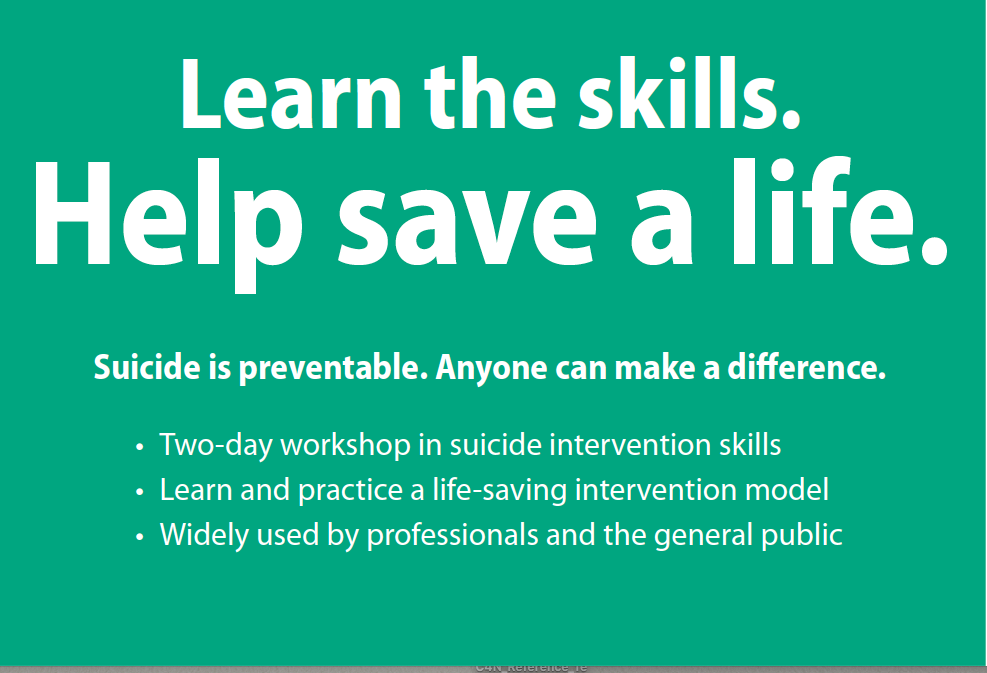 Learn the skills.
Help save a life.
Suicide is preventable. Anyone can make a difference.
• Two-day workshop in suicide intervention skills
• Learn and practice a life-saving intervention model
• Widely used by professionals and the general public